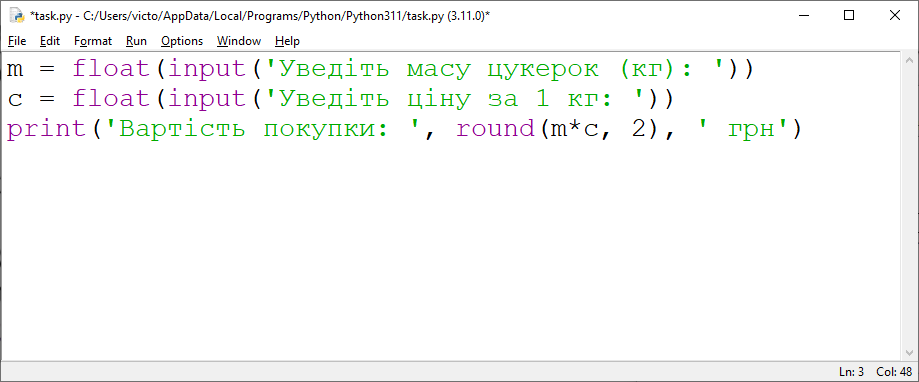 *task.py - C:/Users/victo/AppData/Local/Programs/Python/Python311/task.py (3.11.0)*
File Edit Format Run Options Window Help
m = float(input('Уведіть масу цукерок (кг): '))
c = float(input('Уведіть ціну за 1 кг: '))
print('Вартість покупки: ', round(m*c, 2), ' грн')
Ln: 3 Col: 48